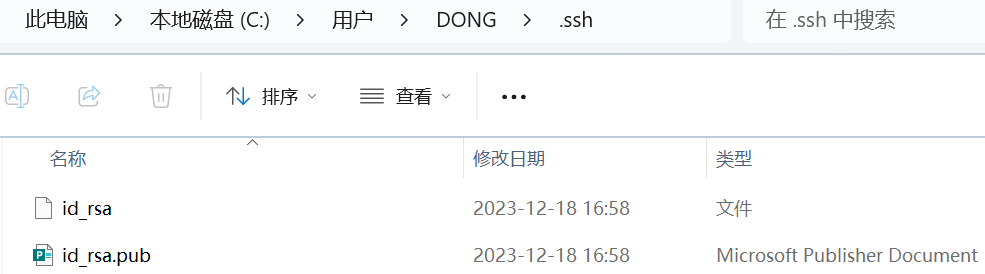 此电脑 > 本地磁盘 (C:) > 用户 > DONG > .ssh 在 .ssh 中搜索
排序 查看 •••
名称 修改日期 类型
id_rsa 2023-12-18 16:58 文件
id_rsa.pub 2023-12-18 16:58 Microsoft Publisher Document